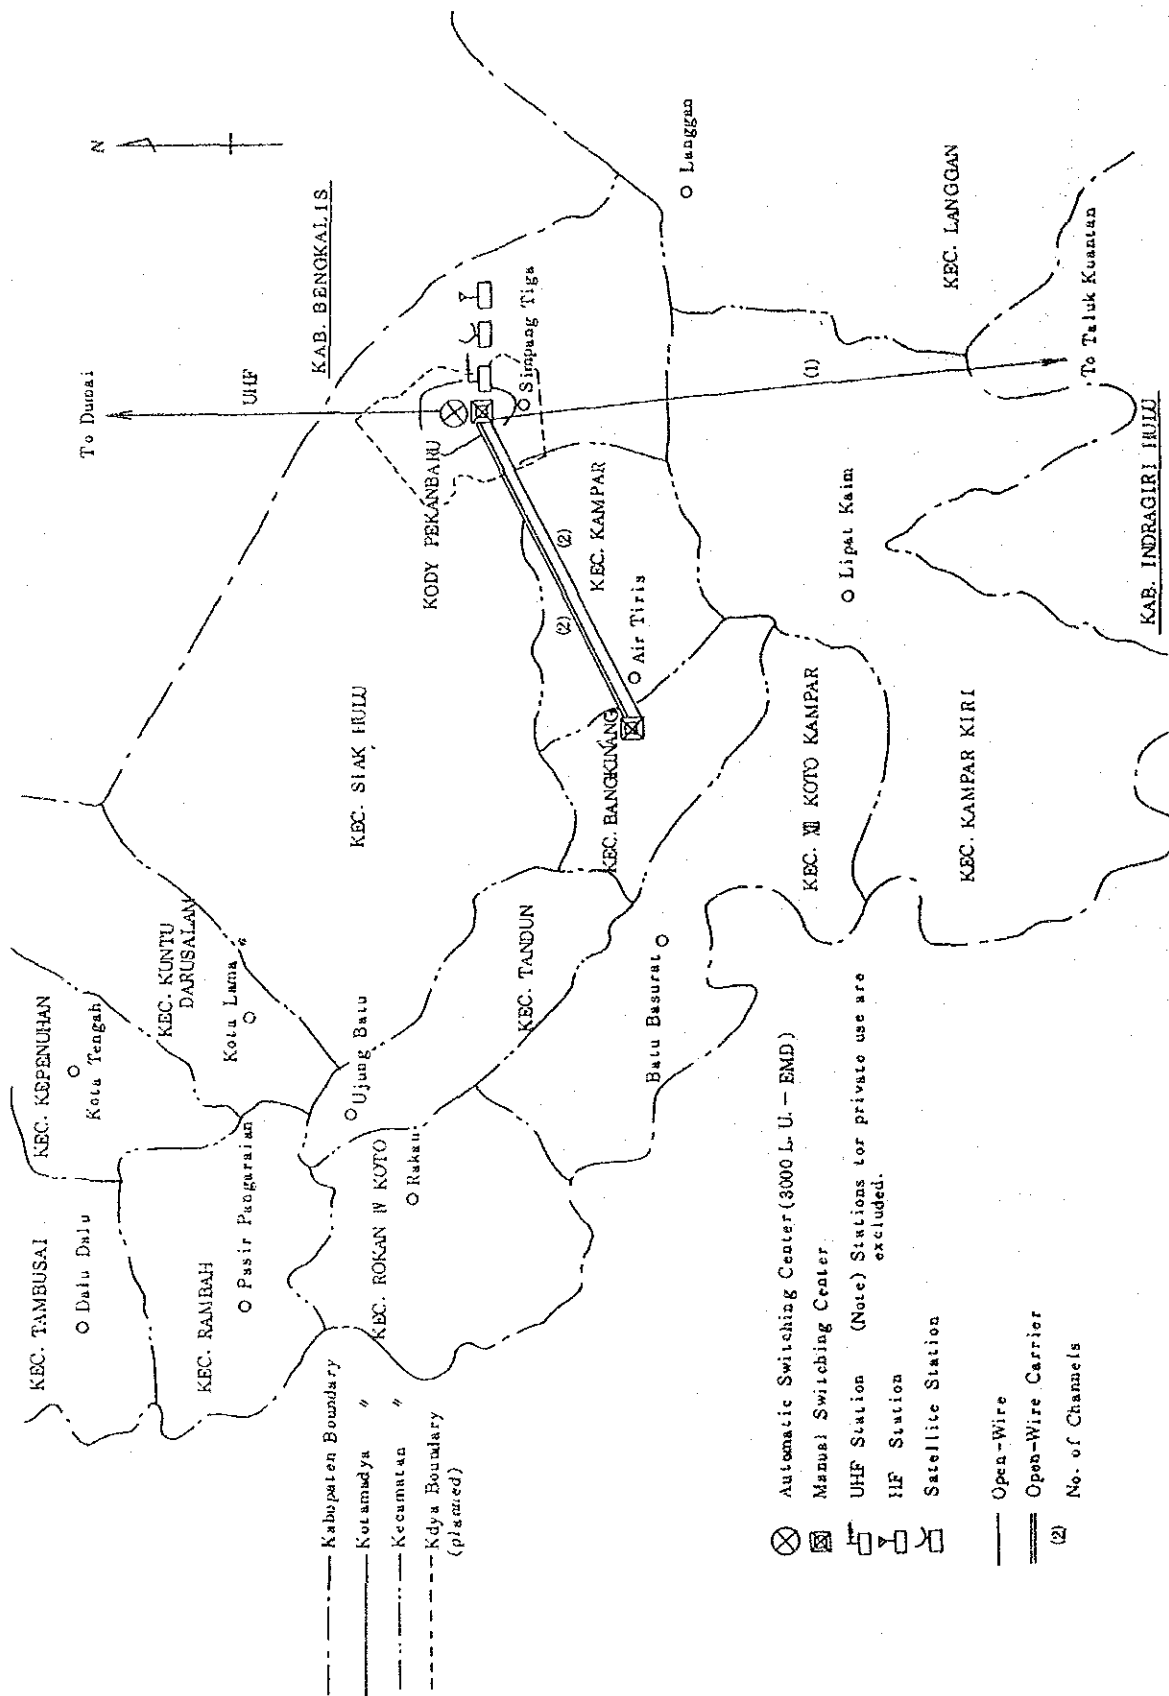 To Dumai
N
UHF
KAB. BENGKALIS
KEC. TAMBUSAI
Dalu Dalu
KEC. KEPENUHAN
Kota Tengah
KEC. KUNTU
DARUSALAM
Kota Lama
KEC. RAMBAH
Pasir Pangaraian
Ujung Batu
KEC. ROKAN IV KOTO
Rakau
KEC. SIAK HULU
KODY PEKANBARU
Simpang Tiga
KEC. TANDUN
KEC. BANGKINANG
(2)
(2)
KEC. KAMPAR
Air Tiris
Langgan
KEC. LANGGAN
Batu Basurat
KEC. XIII KOTO KAMPAR
Lipat Kaim
(1)
To Taluk Kuantan
KEC. KAMPAR KIRI
KAB. INDRAGIRI HULU
Kabupaten Boundary
Kotamadya 〃
Kecamatan 〃
Kdya Boundary
(planned)
Automatic Switching Center (3000 L. U. - EMD)
Manual Switching Center
UHF Station (Note) Stations for private use are
excluded.
HF Station
Satellite Station
Open-Wire
Open-Wire Carrier
(2) No. of Channels